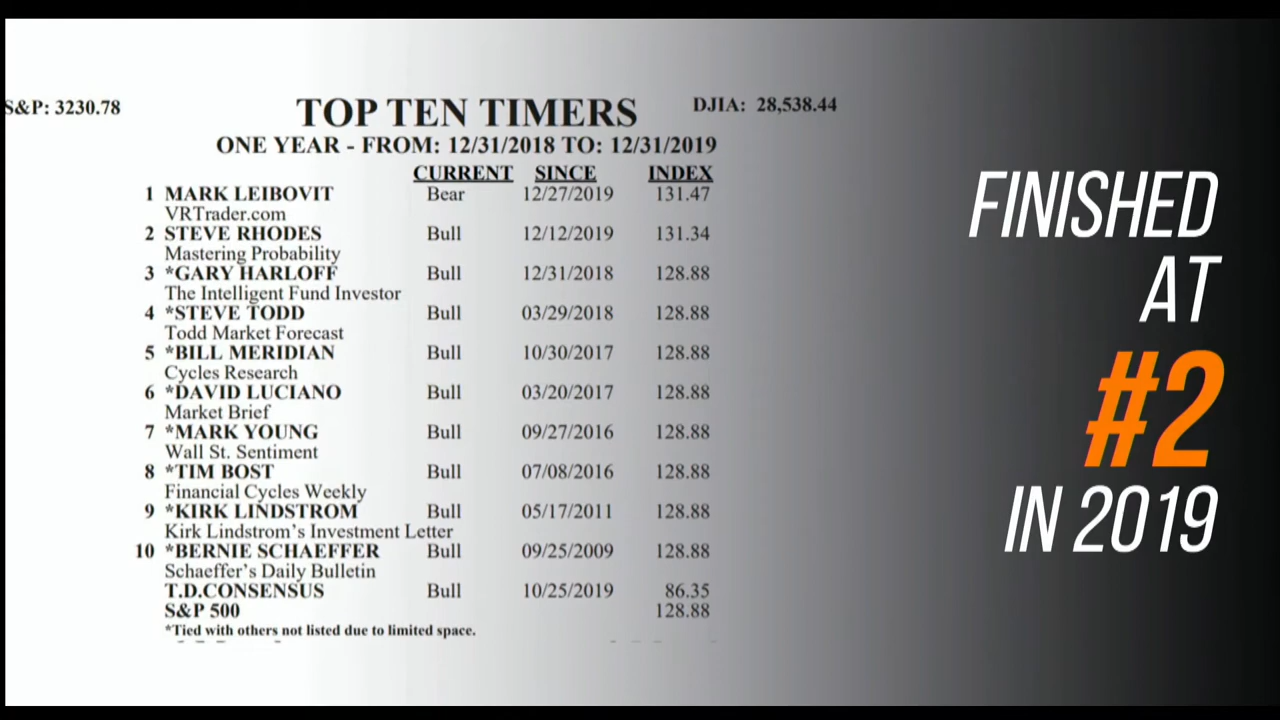 S&P: 3230.78
TOP TEN TIMERS
DJIA: 28,538.44
ONE YEAR - FROM: 12/31/2018 TO: 12/31/2019
CURRENT SINCE INDEX
1 MARK LEIBOVIT Bear 12/27/2019 131.47
VRTrader.com
2 STEVE RHODES Bull 12/12/2019 131.34
Mastering Probability
3 *GARY HARLOFF Bull 12/31/2018 128.88
The Intelligent Fund Investor
4 *STEVE TODD Bull 03/29/2018 128.88
Todd Market Forecast
5 *BILL MERIDIAN Bull 10/30/2017 128.88
Cycles Research
6 *DAVID LUCIANO Bull 03/20/2017 128.88
Market Brief
7 *MARK YOUNG Bull 09/27/2016 128.88
Wall St. Sentiment
8 *TIM BOST Bull 07/08/2016 128.88
Financial Cycles Weekly
9 *KIRK LINDSTROM Bull 05/17/2011 128.88
Kirk Lindstrom's Investment Letter
10 *BERNIE SCHAEFFER Bull 09/25/2009 128.88
Schaeffer's Daily Bulletin
T.D.CONSENSUS Bull 10/25/2019 86.35
S&P 500 128.88
*Tied with others not listed due to limited space.
FINISHED
AT
#2
IN 2019